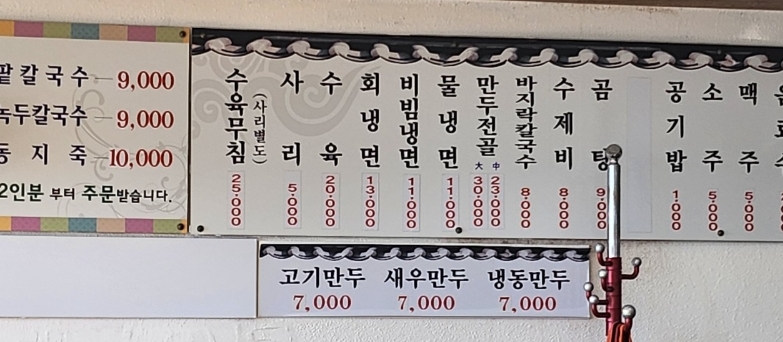 팥칼국수 9,000
녹두칼국수 9,000
동지죽 10,000
2인분 부터 주문받습니다.
수육무침 (사리별도) 25,000
사리 5,000
수육 20,000
회냉면 13,000
비빔냉면 11,000
물냉면 11,000
만두전골 大 30,000 中 23,000
바지락칼국수 8,000
수제비 8,000
곰탕
공기밥 1,000
소주 5,000
맥주 5,000
고기만두 새우만두 냉동만두
7,000 7,000 7,000